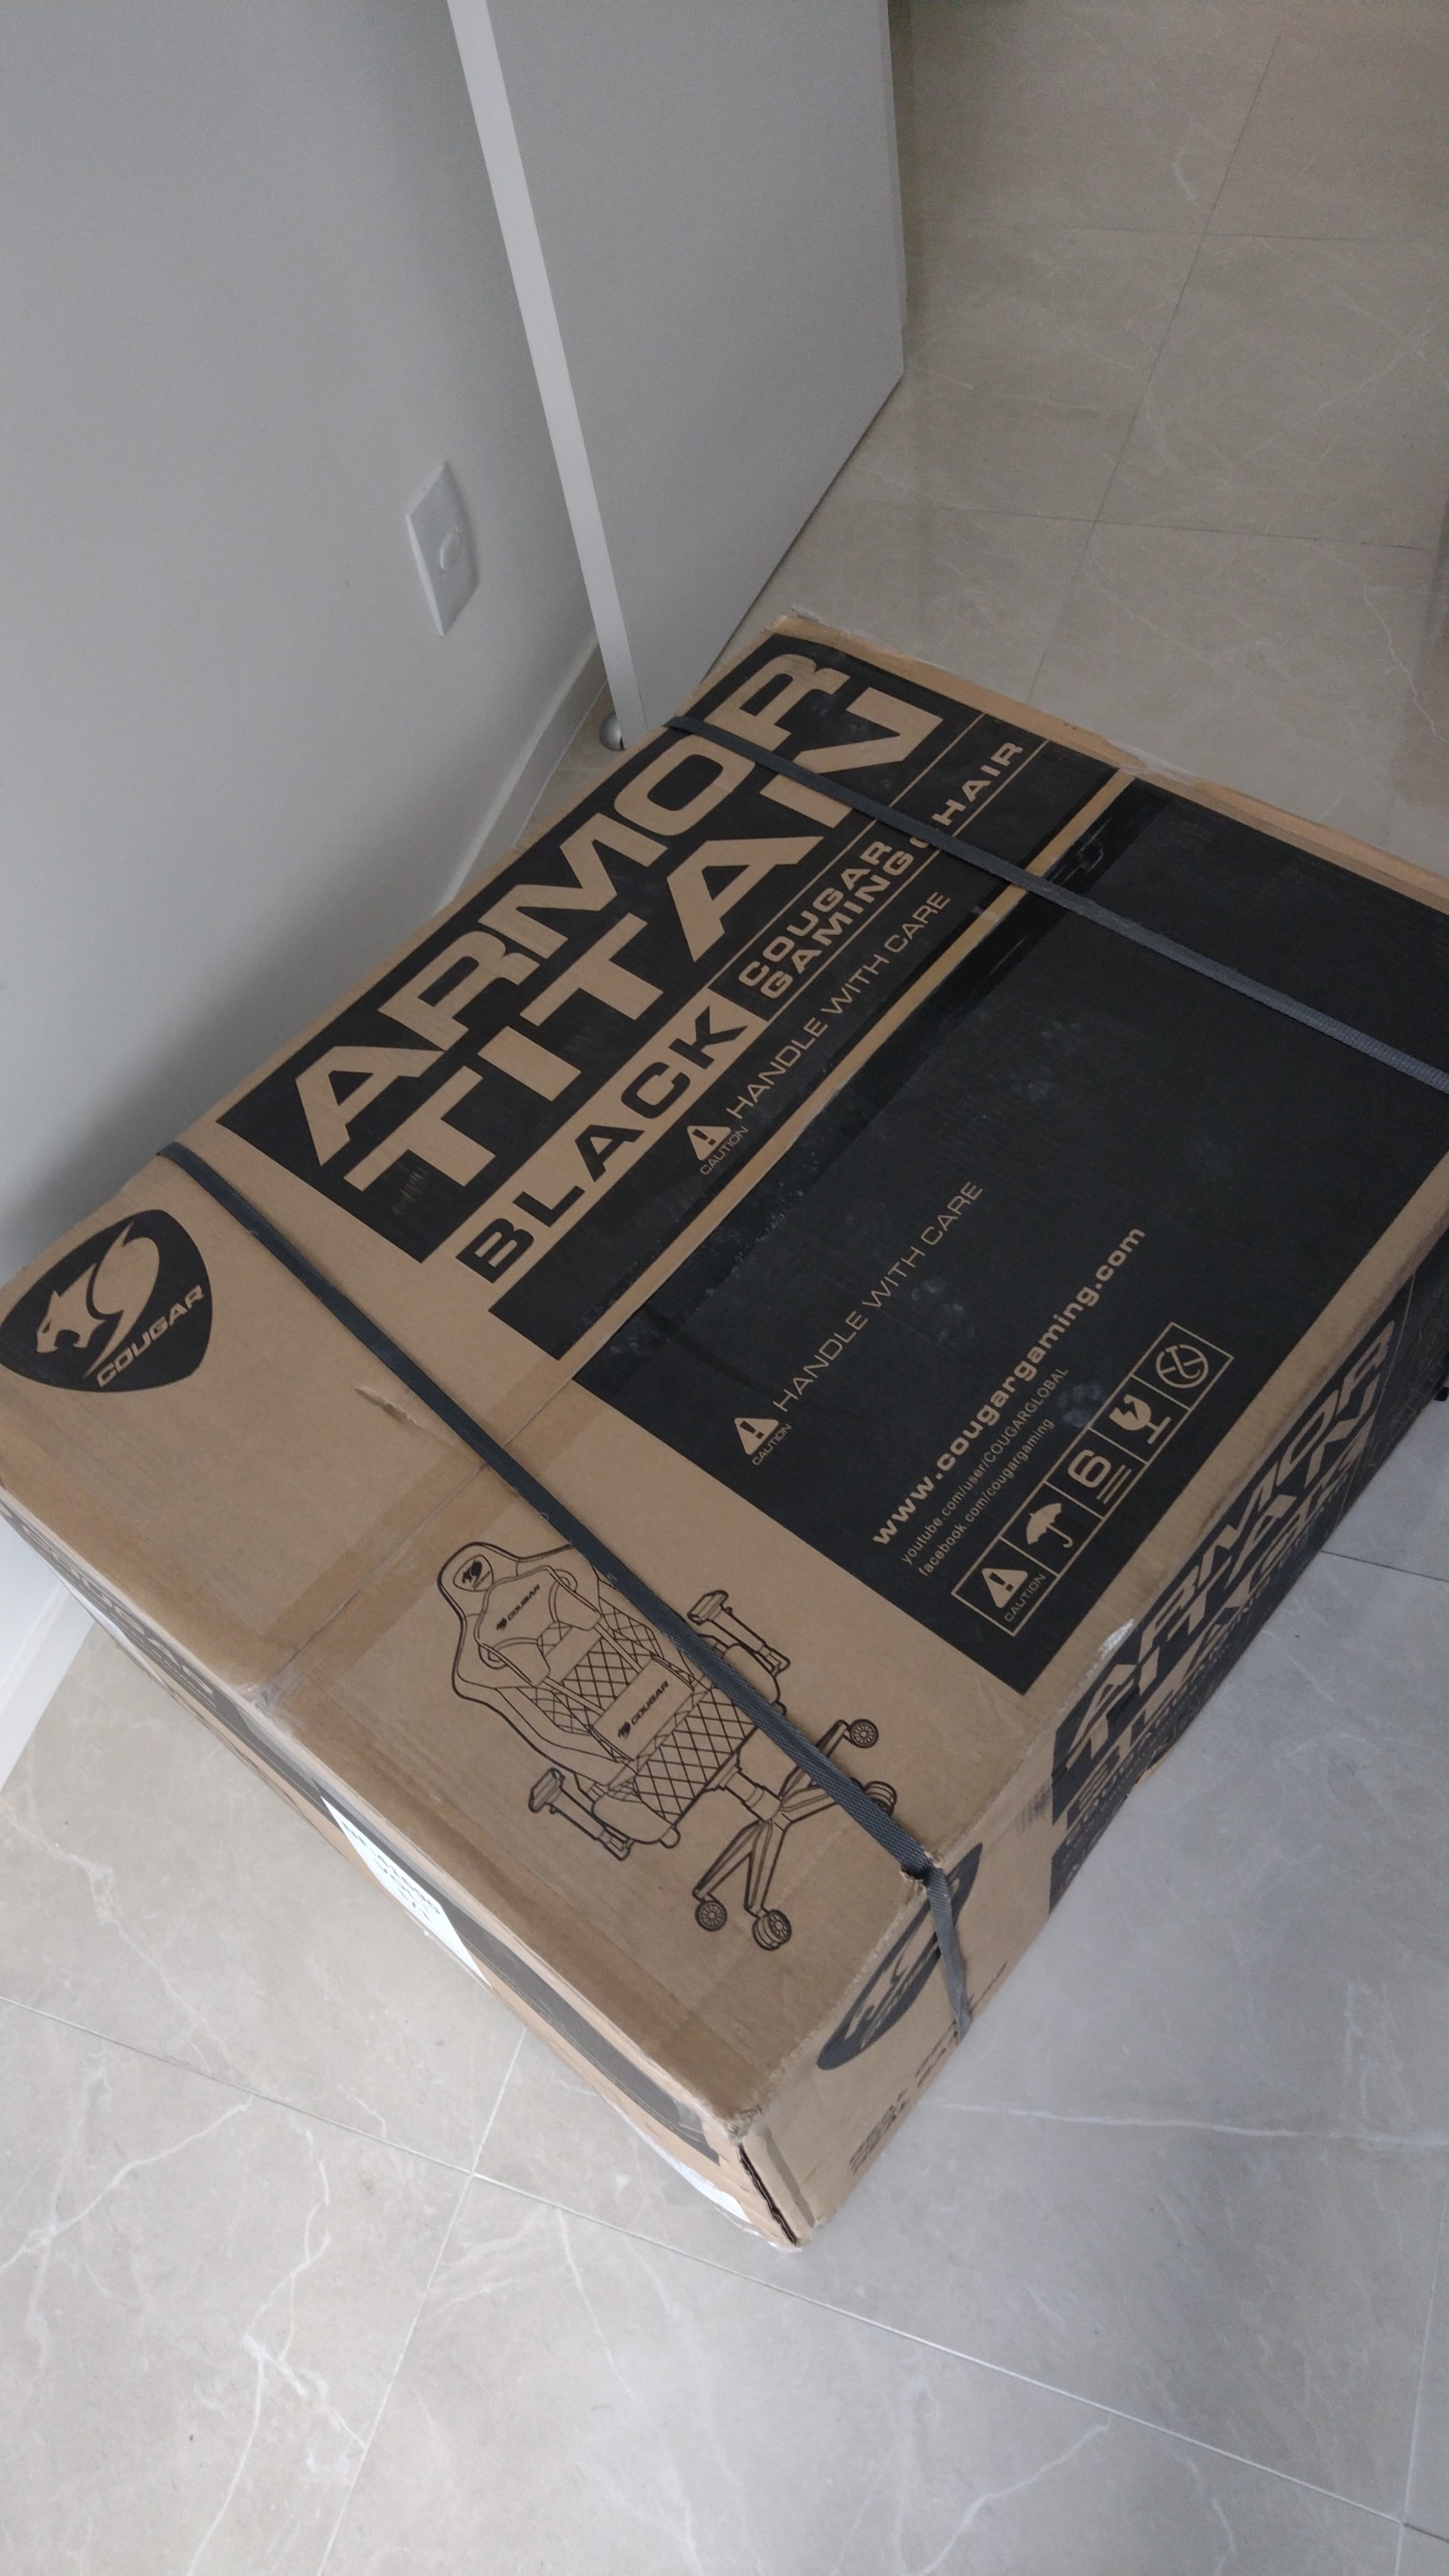 ARMOR
TITAN
BLACK
COUGAR
GAMING CHAIR
CAUTION
HANDLE WITH CARE
COUGAR
CAUTION
HANDLE WITH CARE
www.cougargaming.com
youtube.com/user/COUGARGLOBAL
facebook.com/cougargaming
CAUTION
6
COUGAR
COUGAR
ARMOR
TITAN